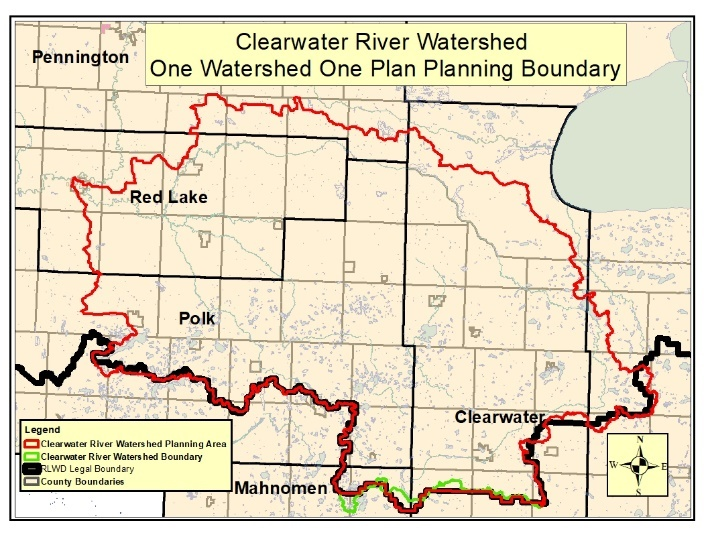 Clearwater River Watershed
One Watershed One Plan Planning Boundary
Pennington
Red Lake
Polk
Clearwater
Mahnomen
Legend
Clearwater River Watershed Planning Area
Clearwater River Watershed Boundary
RLWD Legal Boundary
County Boundaries
N
W E
S